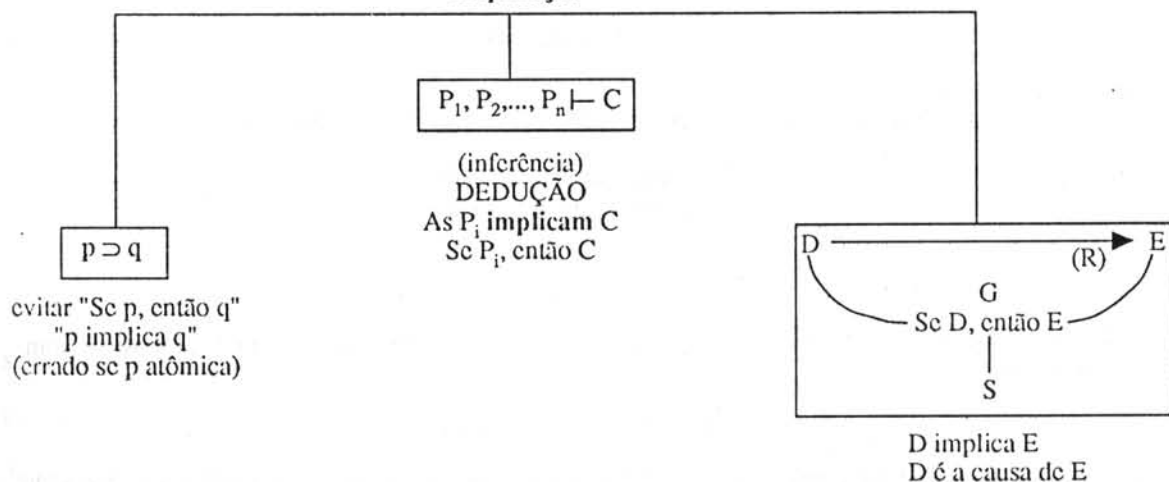 P₁, P₂,..., Pₙ ⊢ C
(inferência)
DEDUÇÃO
As Pᵢ implicam C
Se Pᵢ, então C
p ⊃ q
evitar "Se p, então q"
"p implica q"
(errado se p atômica)
D
(R)
E
G
Se D, então E
S
D implica E
D é a causa de E